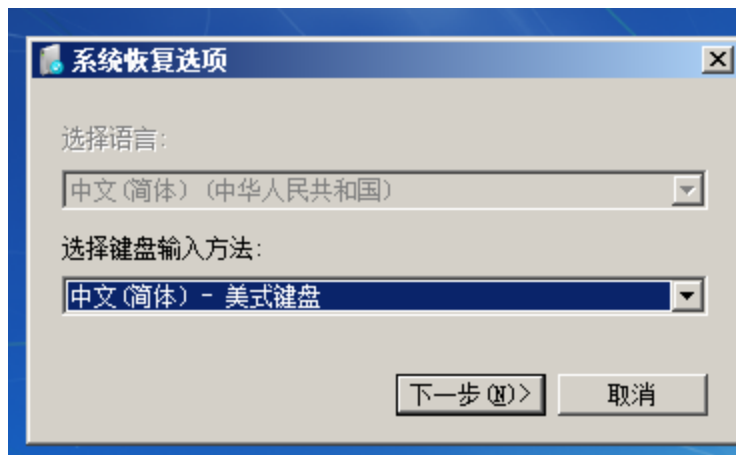 系统恢复选项
选择语言:
中文(简体) (中华人民共和国)
选择键盘输入方法:
中文(简体) - 美式键盘
下一步(N)>
取消